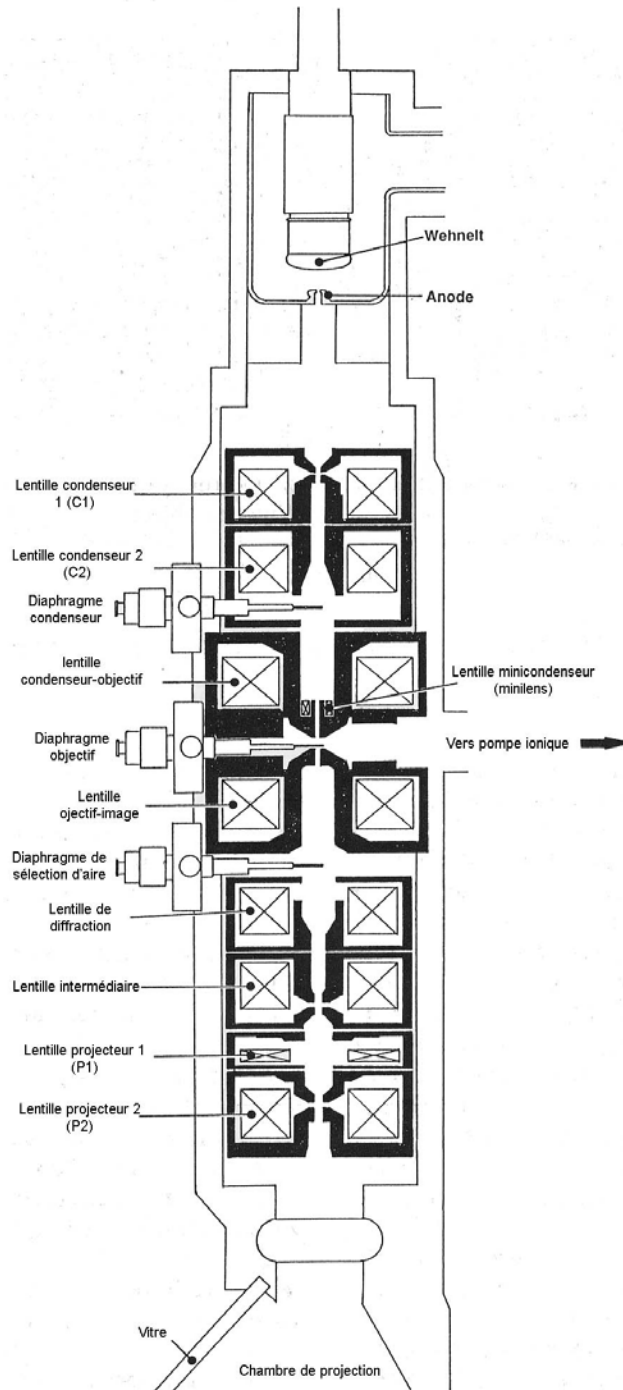 Wehnelt
Anode
Lentille condenseur
1 (C1)
Lentille condenseur 2
(C2)
Diaphragme
condenseur
lentille
condenseur-objectif
Lentille minicondenseur
(minilens)
Diaphragme
objectif
Vers pompe ionique
Lentille
ojectif-image
Diaphragme de
sélection d'aire
Lentille de
diffraction
Lentille intermédiaire
Lentille projecteur 1
(P1)
Lentille projecteur 2
(P2)
Vitre
Chambre de projection